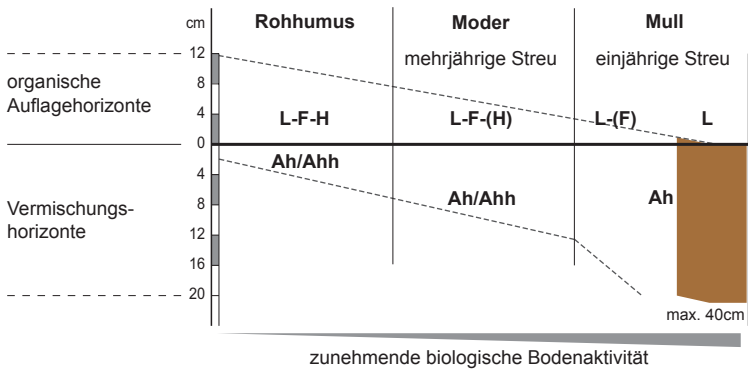 cm
Rohhumus
Moder
Mull
mehrjährige Streu
einjährige Streu
organische
Auflagehorizonte
12
8
4
0
L-F-H
L-F-(H)
L-(F)
L
Ah/Ahh
Ah/Ahh
Ah
Vermischungs-
horizonte
4
8
12
16
20
max. 40cm
zunehmende biologische Bodenaktivität